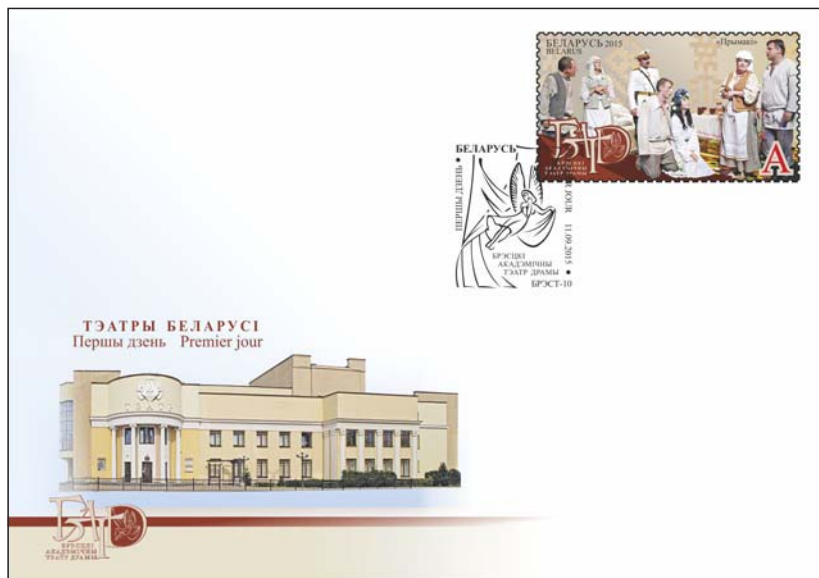 БЕЛАРУСЬ 2015
BELARUS
«Прымакі»
БРЭСЦКІ
АКАДЭМІЧНЫ
ТЭАТР ДРАМЫ
А
БЕЛАРУСЬ
ПЕРШЫ ДЗЕНЬ
JOUR 11.09.2015
БРЭСЦКІ
АКАДЭМІЧНЫ
ТЭАТР ДРАМЫ
БРЭСТ-10
ТЭАТРЫ БЕЛАРУСІ
Першы дзень Premier jour
БРЭСЦКІ
АКАДЭМІЧНЫ
ТЭАТР ДРАМЫ